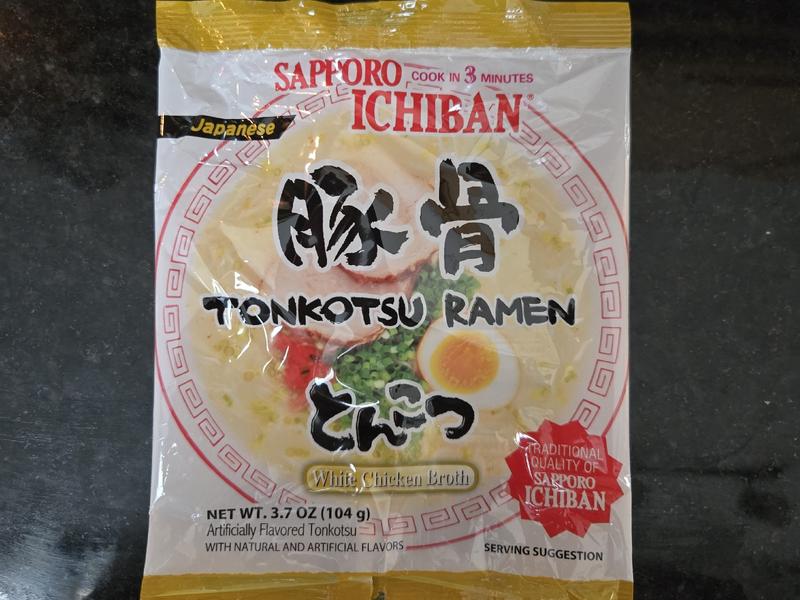 SAPPORO
COOK IN 3 MINUTES
ICHIBAN®
Japanese
豚骨
TONKOTSU RAMEN
とんこつ
White Chicken Broth
TRADITIONAL
QUALITY OF
SAPPORO
ICHIBAN
NET WT. 3.7 OZ (104 g)
Artificially Flavored Tonkotsu
WITH NATURAL AND ARTIFICIAL FLAVORS
SERVING SUGGESTION